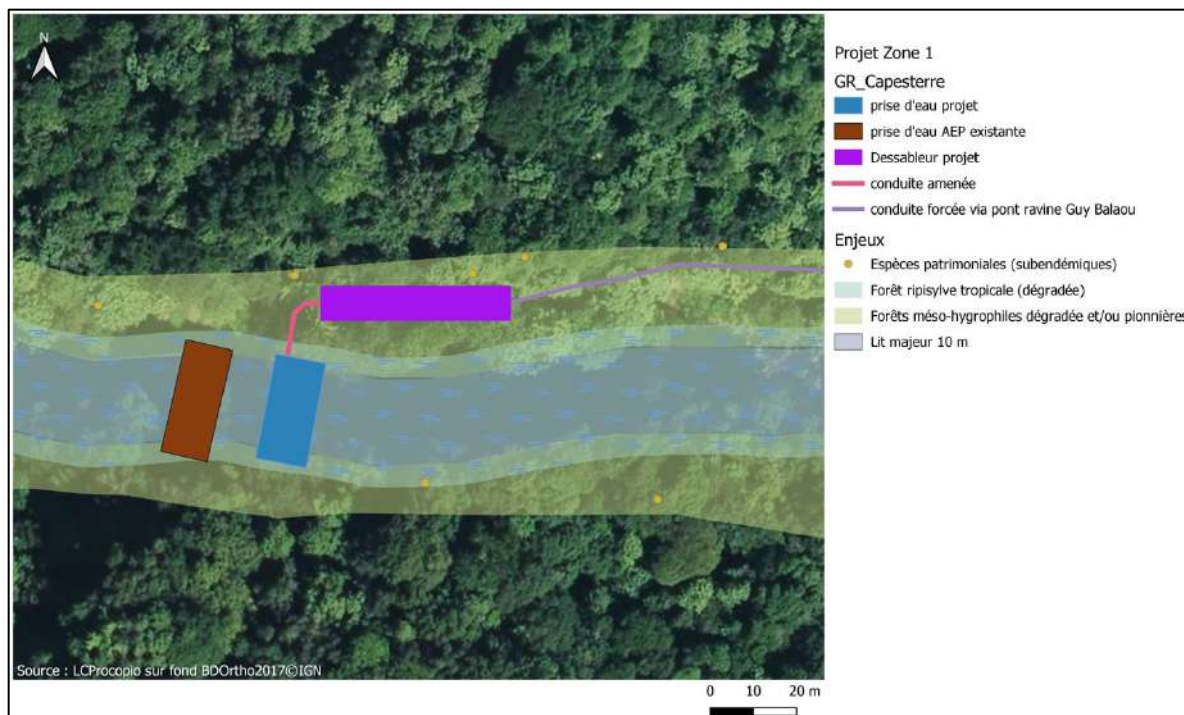 N
Projet Zone 1
GR_Capesterre
prise d'eau projet
prise d'eau AEP existante
Dessableur projet
conduite amenée
conduite forcée via pont ravine Guy Balaou
Enjeux
Espèces patrimoniales (subendémiques)
Forêt ripisylve tropicale (dégradée)
Forêts méso-hygrophiles dégradée et/ou pionnières
Lit majeur 10 m
Source : LCProcopio sur fond BDOrtho2017©IGN
0 10 20 m